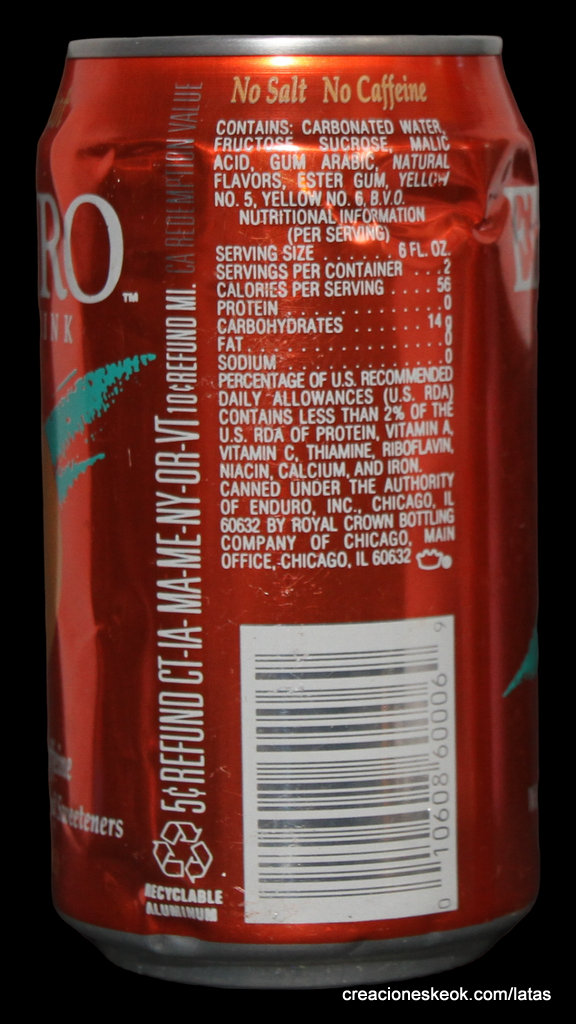 No Salt No Caffeine
CONTAINS: CARBONATED WATER,
FRUCTOSE, SUCROSE, MALIC
ACID, GUM ARABIC, NATURAL
FLAVORS, ESTER GUM, YELLOW
NO. 5, YELLOW NO. 6, B.V.O.
NUTRITIONAL INFORMATION
(PER SERVING)
SERVING SIZE . . . . . . . . 6 FL. OZ.
SERVINGS PER CONTAINER . . . 2
CALORIES PER SERVING . . . . 56
PROTEIN . . . . . . . . . . . . . 0
CARBOHYDRATES . . . . . . 14 g
FAT . . . . . . . . . . . . . . . . 0
SODIUM . . . . . . . . . . . . . 0
PERCENTAGE OF U.S. RECOMMENDED
DAILY ALLOWANCES (U.S. RDA)
CONTAINS LESS THAN 2% OF THE
U.S. RDA OF PROTEIN, VITAMIN A,
VITAMIN C, THIAMINE, RIBOFLAVIN,
NIACIN, CALCIUM, AND IRON.
CANNED UNDER THE AUTHORITY
OF ENDURO, INC., CHICAGO, IL
60632 BY ROYAL CROWN BOTTLING
COMPANY OF CHICAGO, MAIN
OFFICE, CHICAGO, IL 60632
5¢ REFUND CT-IA-MA-ME-NY-OR-VT 10¢ REFUND MI. CA REDEMPTION VALUE
RO™
INK
Sweeteners
RECYCLABLE
ALUMINUM
0 10608 60006 9
creacioneskeok.com/latas